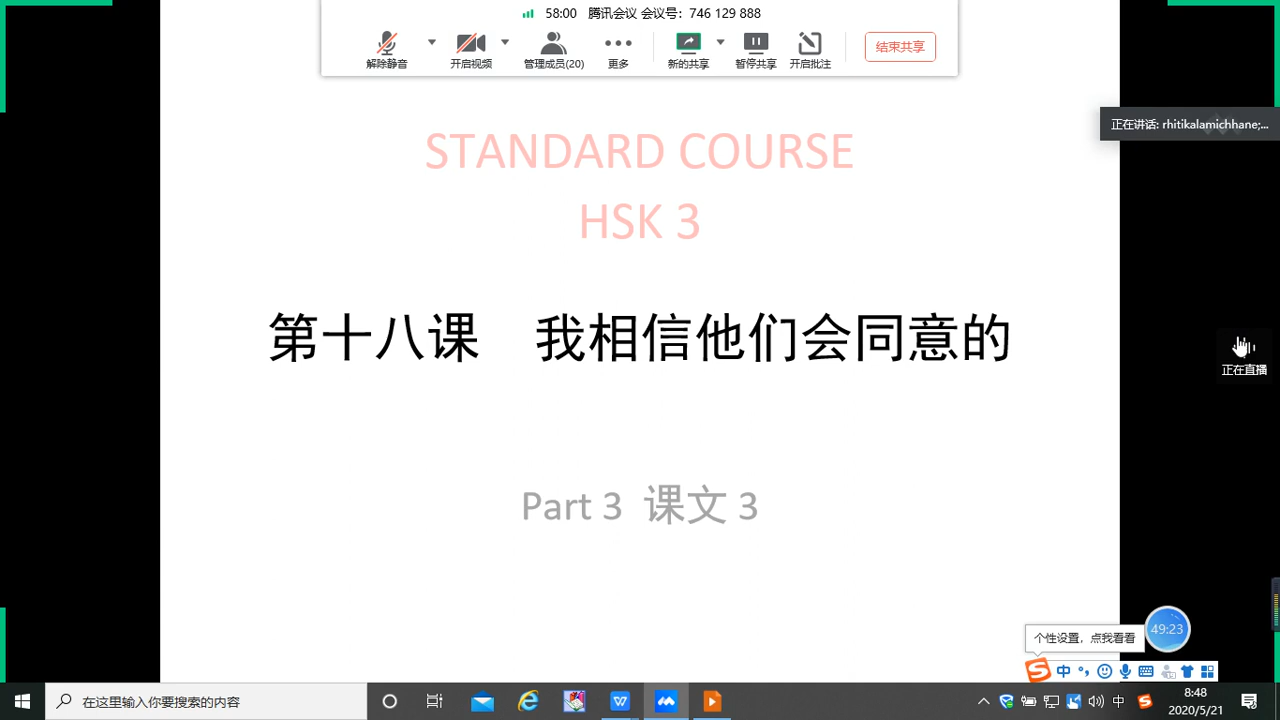 58:00 腾讯会议 会议号：746 129 888
解除静音 开启视频 管理成员(20) 更多 新的共享 暂停共享 开启批注 结束共享
正在讲话: rhitikalamichhane;...
STANDARD COURSE
HSK 3
第十八课 我相信他们会同意的
正在直播
Part 3 课文 3
49:23
个性设置，点我看看
中
在这里输入你要搜索的内容
中
8:48
2020/5/21